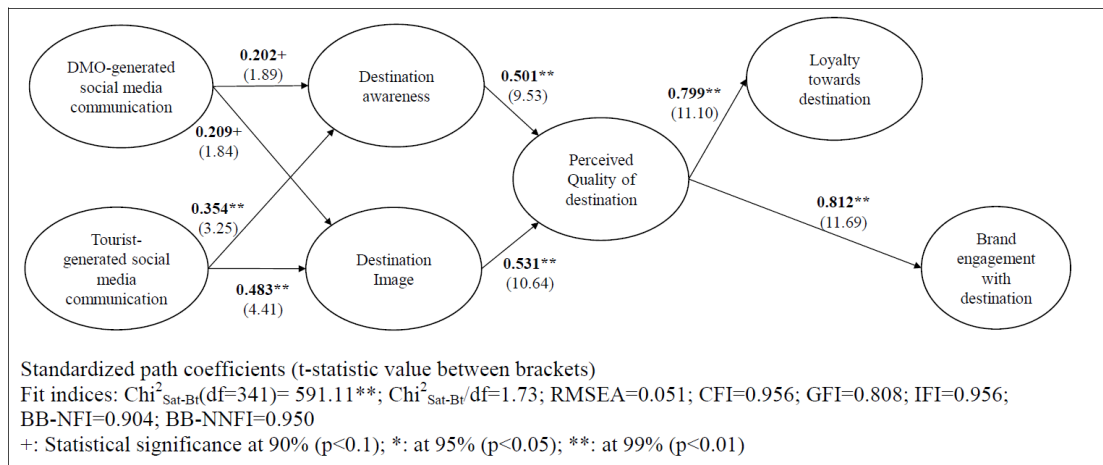 DMO-generated
social media
communication
0.202+
(1.89)
Destination
awareness
0.501**
(9.53)
0.799**
(11.10)
Loyalty
towards
destination
0.209+
(1.84)
Perceived
Quality of
destination
0.354**
(3.25)
0.812**
(11.69)
Tourist-
generated social
media
communication
0.483**
(4.41)
Destination
Image
0.531**
(10.64)
Brand
engagement
with
destination
Standardized path coefficients (t-statistic value between brackets)
Fit indices: Chi²Sat-Bt(df=341)= 591.11**; Chi²Sat-Bt/df=1.73; RMSEA=0.051; CFI=0.956; GFI=0.808; IFI=0.956;
BB-NFI=0.904; BB-NNFI=0.950
+: Statistical significance at 90% (p<0.1); *: at 95% (p<0.05); **: at 99% (p<0.01)